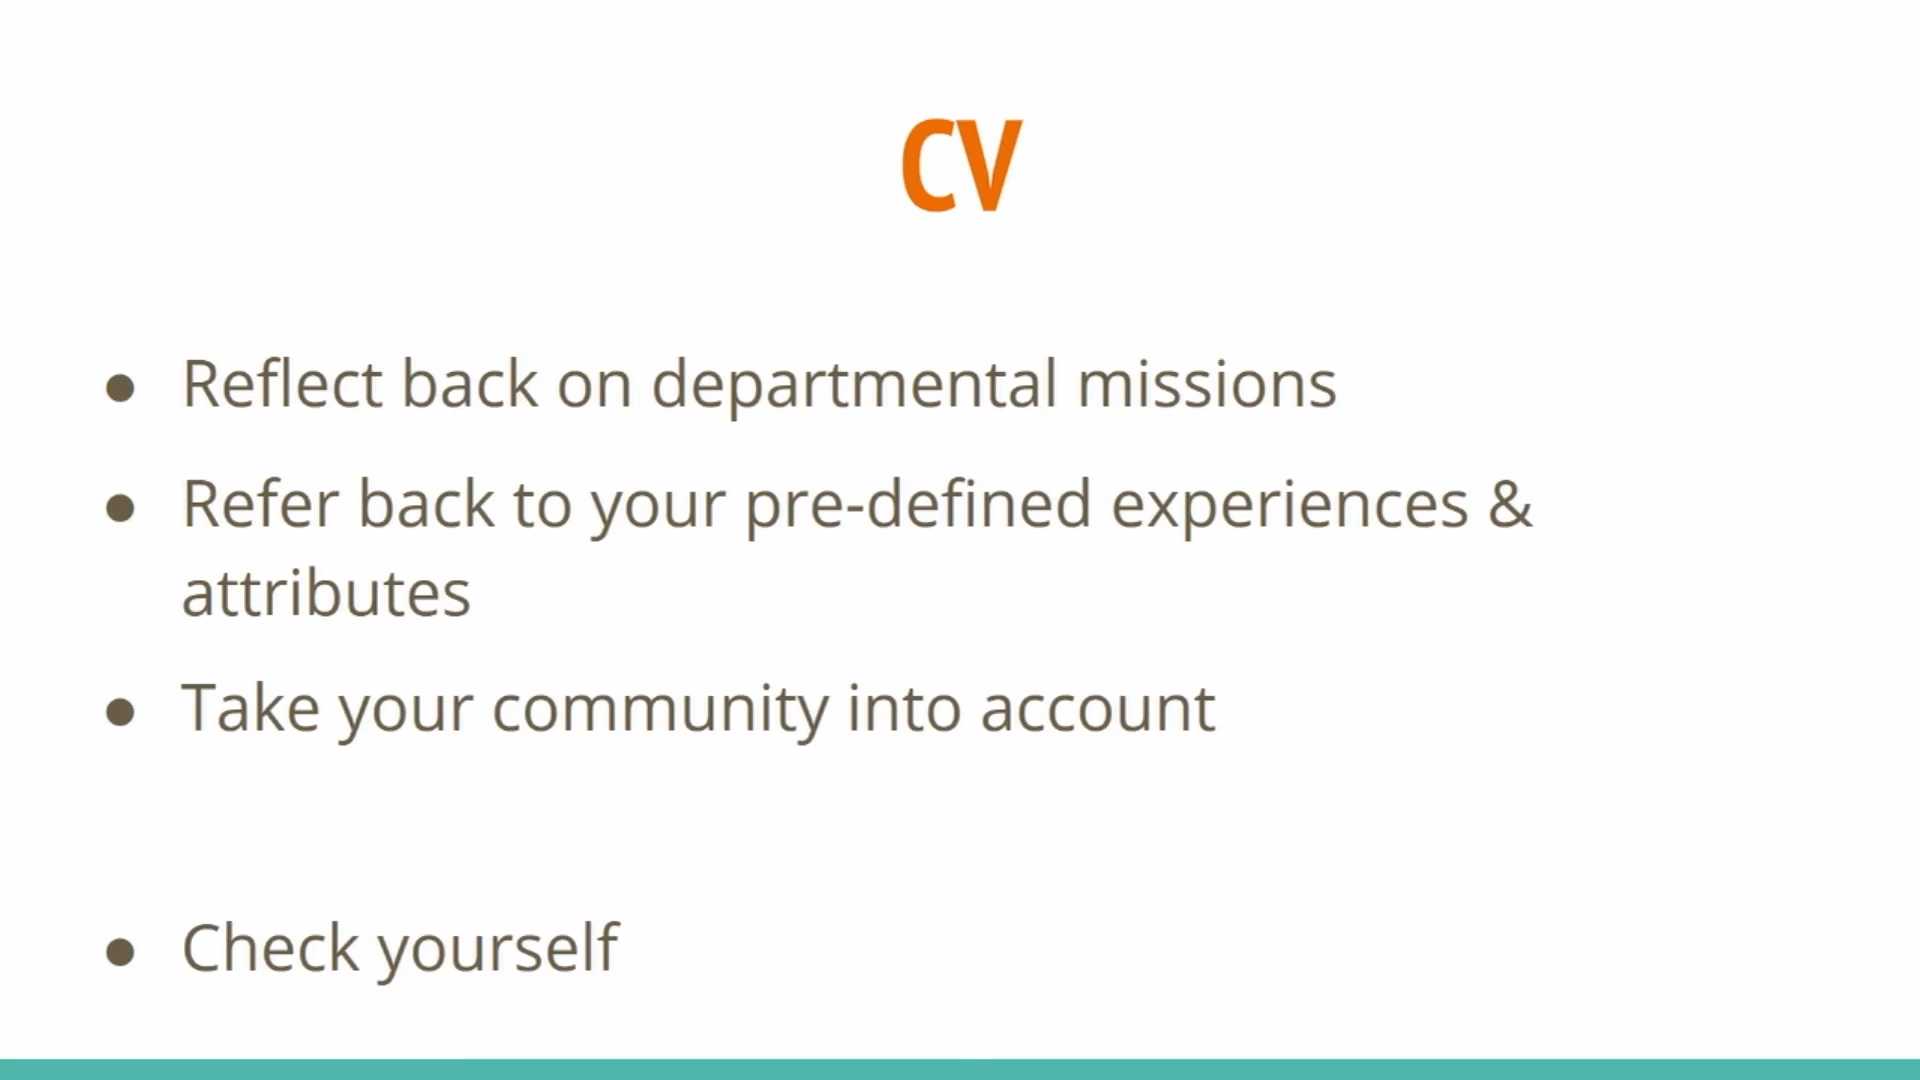 CV
● Reflect back on departmental missions
● Refer back to your pre-defined experiences &
attributes
● Take your community into account
● Check yourself